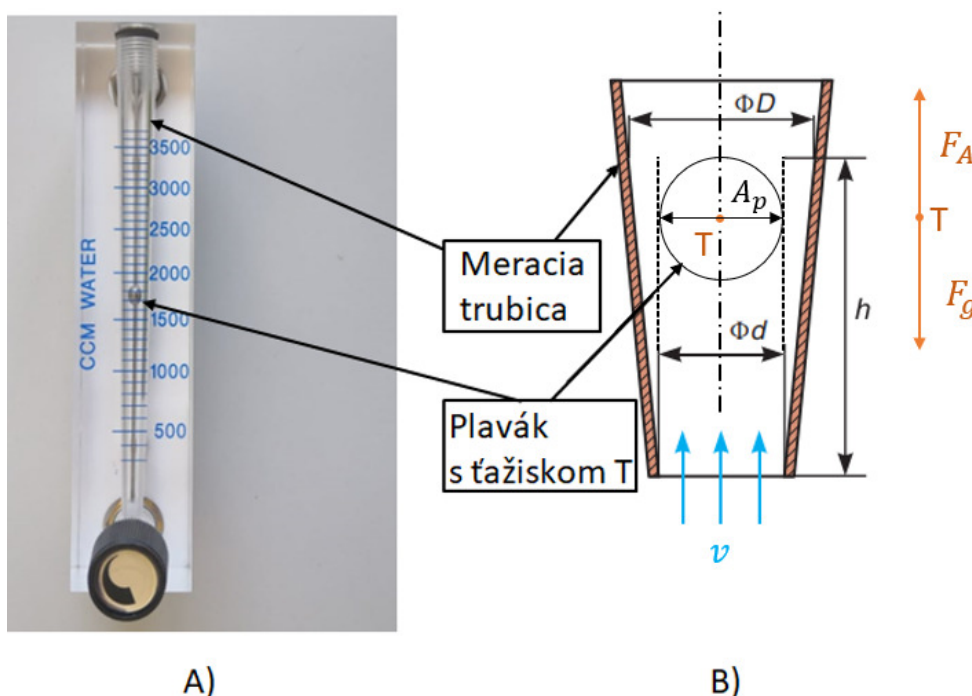 3500
3000
2500
2000
1500
1000
500
CCM WATER
Meracia
trubica
Plavák
s ťažiskom T
ΦD
A_p
T
Φd
h
v
F_A
T
F_g
A)
B)